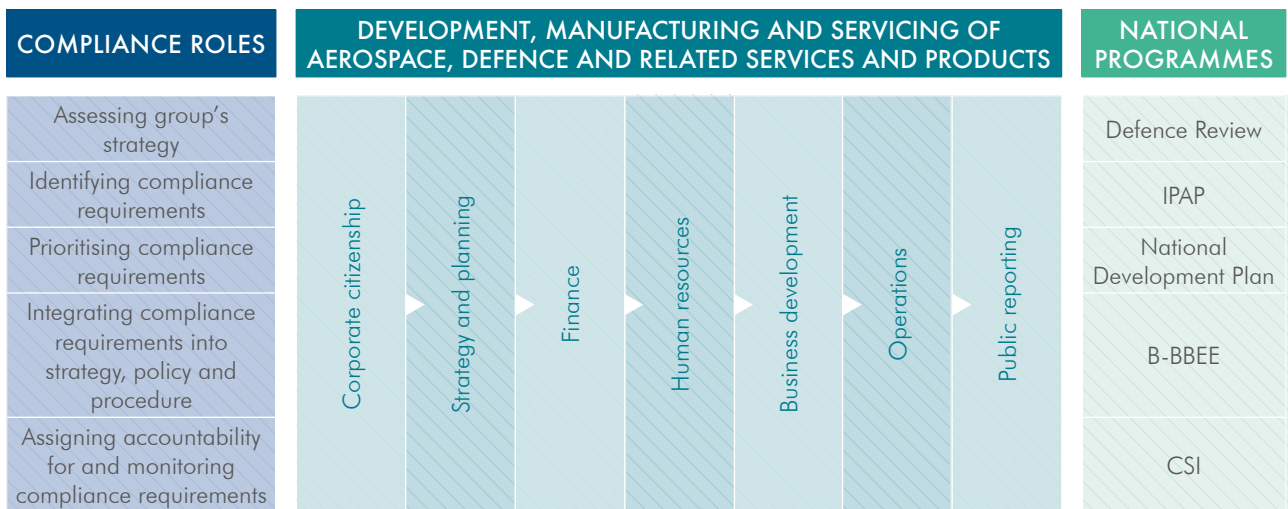 COMPLIANCE ROLES
Assessing group's
strategy
Identifying compliance
requirements
Prioritising compliance
requirements
Integrating compliance
requirements into
strategy, policy and
procedure
Assigning accountability
for and monitoring
compliance requirements
DEVELOPMENT, MANUFACTURING AND SERVICING OF
AEROSPACE, DEFENCE AND RELATED SERVICES AND PRODUCTS
Corporate citizenship
Strategy and planning
Finance
Human resources
Business development
Operations
Public reporting
NATIONAL
PROGRAMMES
Defence Review
IPAP
National
Development Plan
B-BBEE
CSI